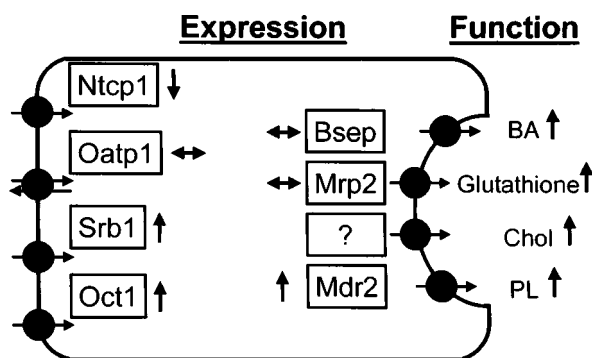 Expression Function
Ntcp1 ↓
↔ Bsep BA ↑
Oatp1 ↔
↔ Mrp2 Glutathione ↑
Srb1 ↑
? Chol ↑
Oct1 ↑
↑ Mdr2 PL ↑